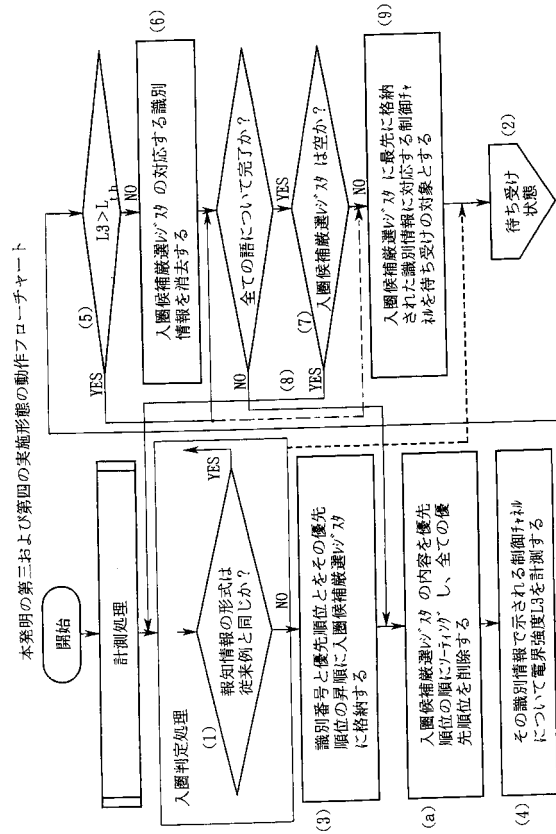 本発明の第三および第四の実施形態の動作フローチャート
開始
計測処理
入圏判定処理
(1)
報知情報の形式は
従来例と同じか?
YES
NO
(3)
識別番号と優先順位とをその優先
順位の昇順に入圏候補厳選ﾚｼﾞｽﾀ
に格納する
(a)
入圏候補厳選ﾚｼﾞｽﾀ の内容を優先
順位の順にｿｰﾃｨﾝｸﾞ し、全ての優
先順位を削除する
(4)
その識別情報で示される制御ﾁｬﾈﾙ
について電界強度L3を計測する
(5)
L3>Lth
YES
NO
(6)
入圏候補厳選ﾚｼﾞｽﾀ の対応する識別
情報を消去する
全ての語について完了か?
NO
YES
(8)
(7)
入圏候補厳選ﾚｼﾞｽﾀ は空か?
YES
NO
(9)
入圏候補厳選ﾚｼﾞｽﾀ に最先に格納
された識別情報に対応する制御ﾁｬ
ﾈﾙを待ち受けの対象とする
(2)
待ち受け
状態